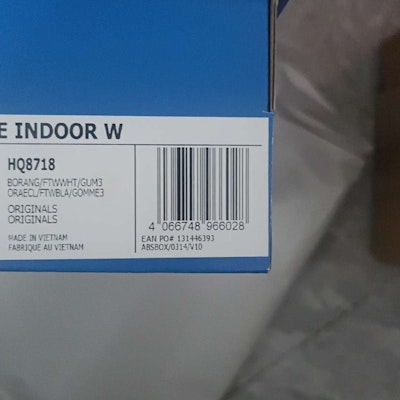 E INDOOR W
HQ8718
BORANG/FTWWHT/GUM3
ORAECL/FTWBLA/GOMME3
ORIGINALS
ORIGINALS
MADE IN VIETNAM
FABRIQUE AU VIETNAM
4 066748 966028
EAN PO# 131446393
ABSBOX/0314/V10